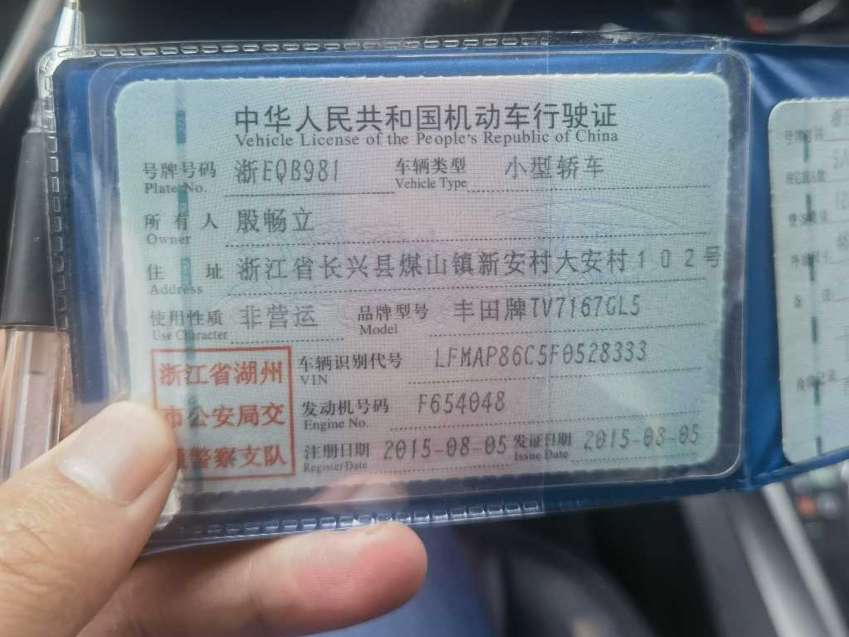 中华人民共和国机动车行驶证
Vehicle License of the People's Republic of China
号牌号码 浙EQB981 车辆类型 小型轿车
Plate No. Vehicle Type
所有人 殷畅立
Owner
住址 浙江省长兴县煤山镇新安村大安村102号
Address
使用性质 非营运 品牌型号 丰田牌TV7167GL5
Use Character Model
浙江省湖州
市公安局交
警察支队
车辆识别代号 LFMAP86C5F0528333
VIN
发动机号码 F654048
Engine No.
注册日期 2015-08-05 发证日期 2015-08-05
Register Date Issue Date